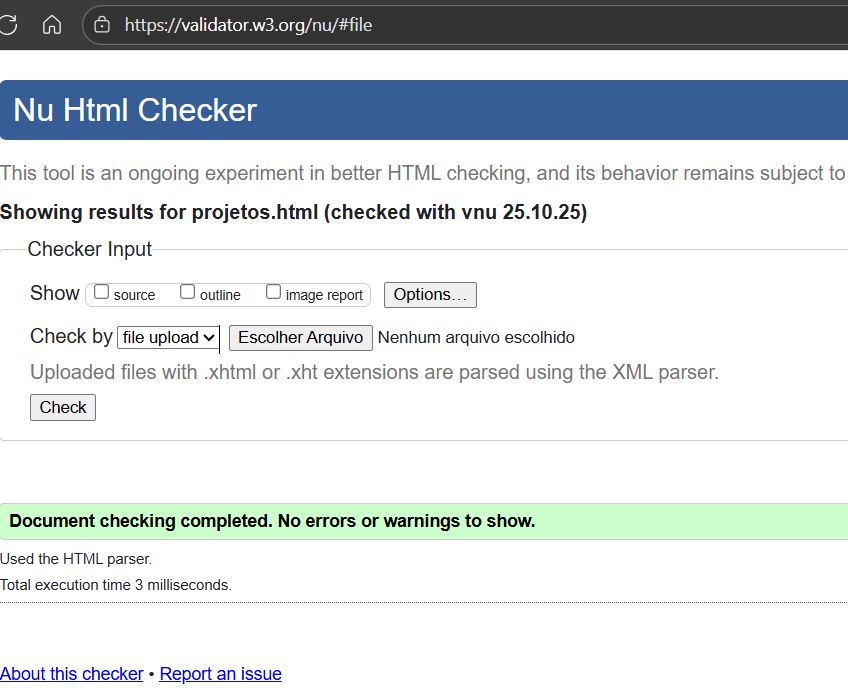 https://validator.w3.org/nu/#file
Nu Html Checker
This tool is an ongoing experiment in better HTML checking, and its behavior remains subject to
Showing results for projetos.html (checked with vnu 25.10.25)
Checker Input
Show source outline image report Options...
Check by file upload Escolher Arquivo Nenhum arquivo escolhido
Uploaded files with .xhtml or .xht extensions are parsed using the XML parser.
Check
Document checking completed. No errors or warnings to show.
Used the HTML parser.
Total execution time 3 milliseconds.
About this checker • Report an issue